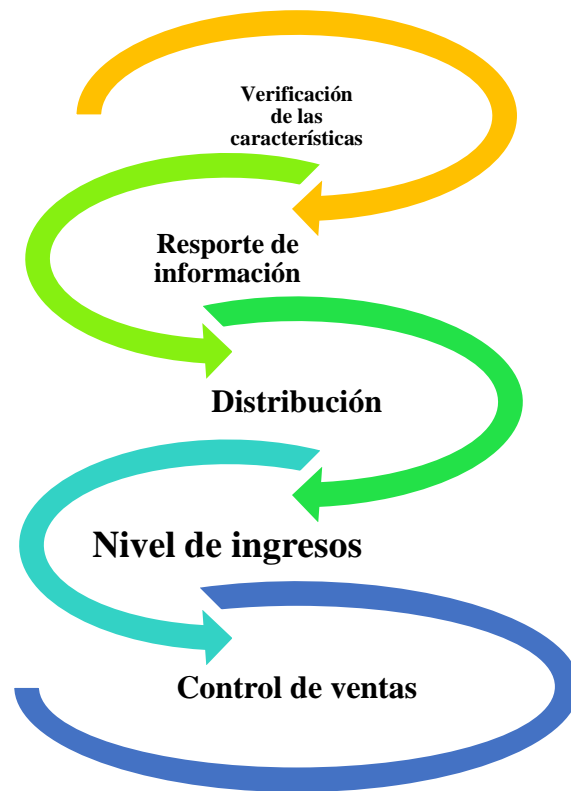 Verificación
de las
características
Resporte de
información
Distribución
Nivel de ingresos
Control de ventas